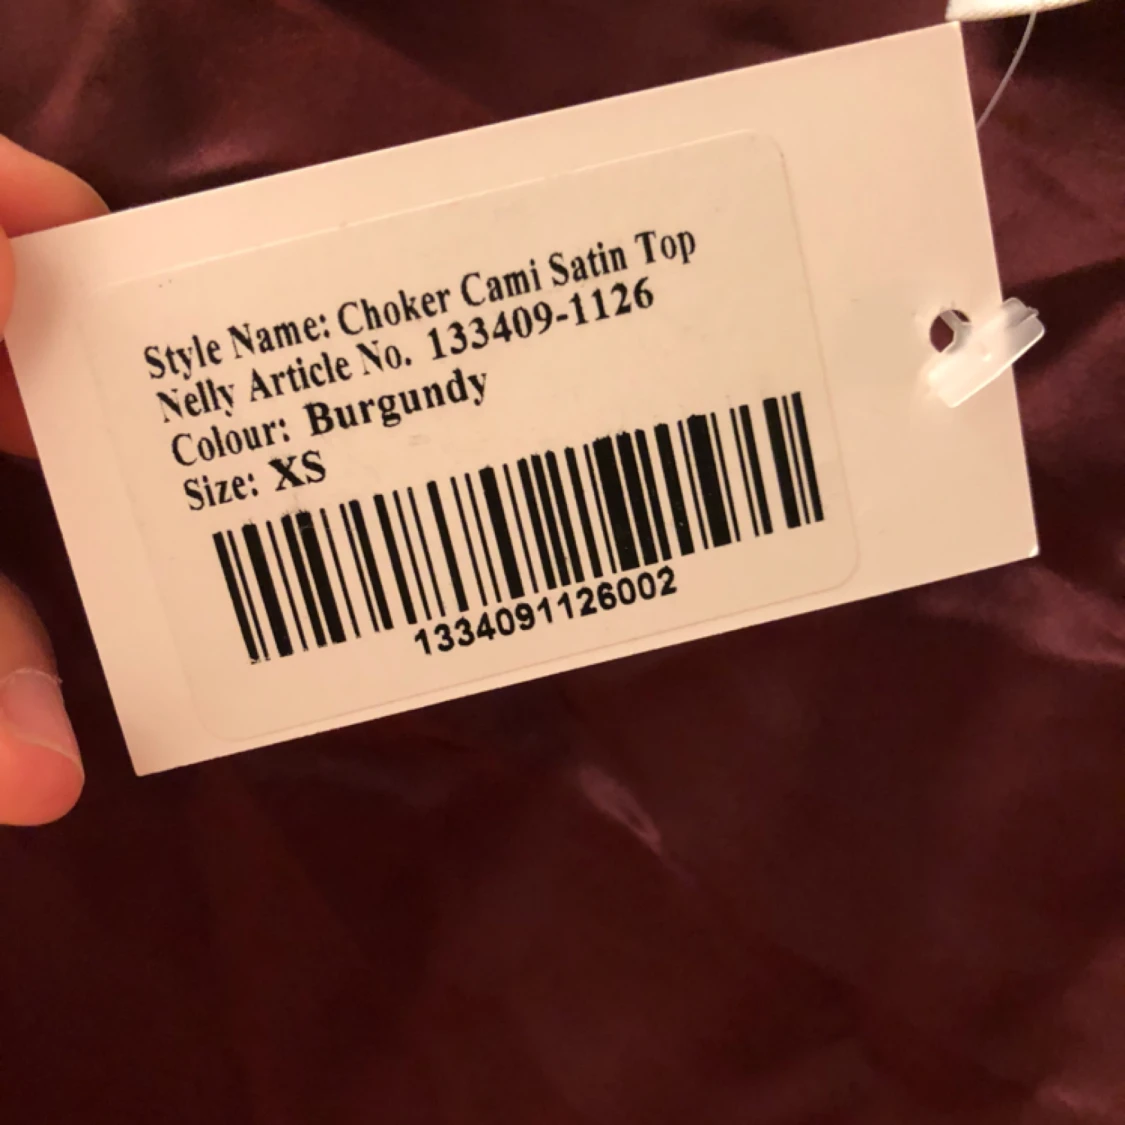 Style Name: Choker Cami Satin Top
Nelly Article No. 133409-1126
Colour: Burgundy
Size: XS
1334091126002